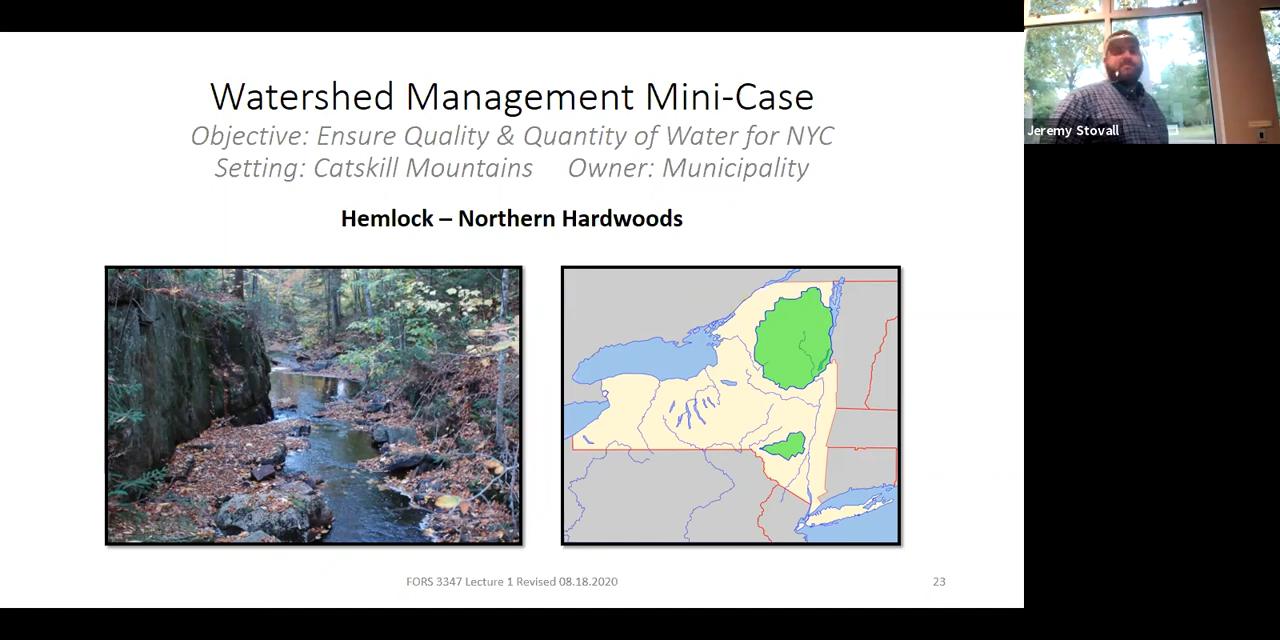 Watershed Management Mini-Case
Objective: Ensure Quality & Quantity of Water for NYC
Setting: Catskill Mountains Owner: Municipality
Hemlock – Northern Hardwoods
FORS 3347 Lecture 1 Revised 08.18.2020
23
Jeremy Stovall